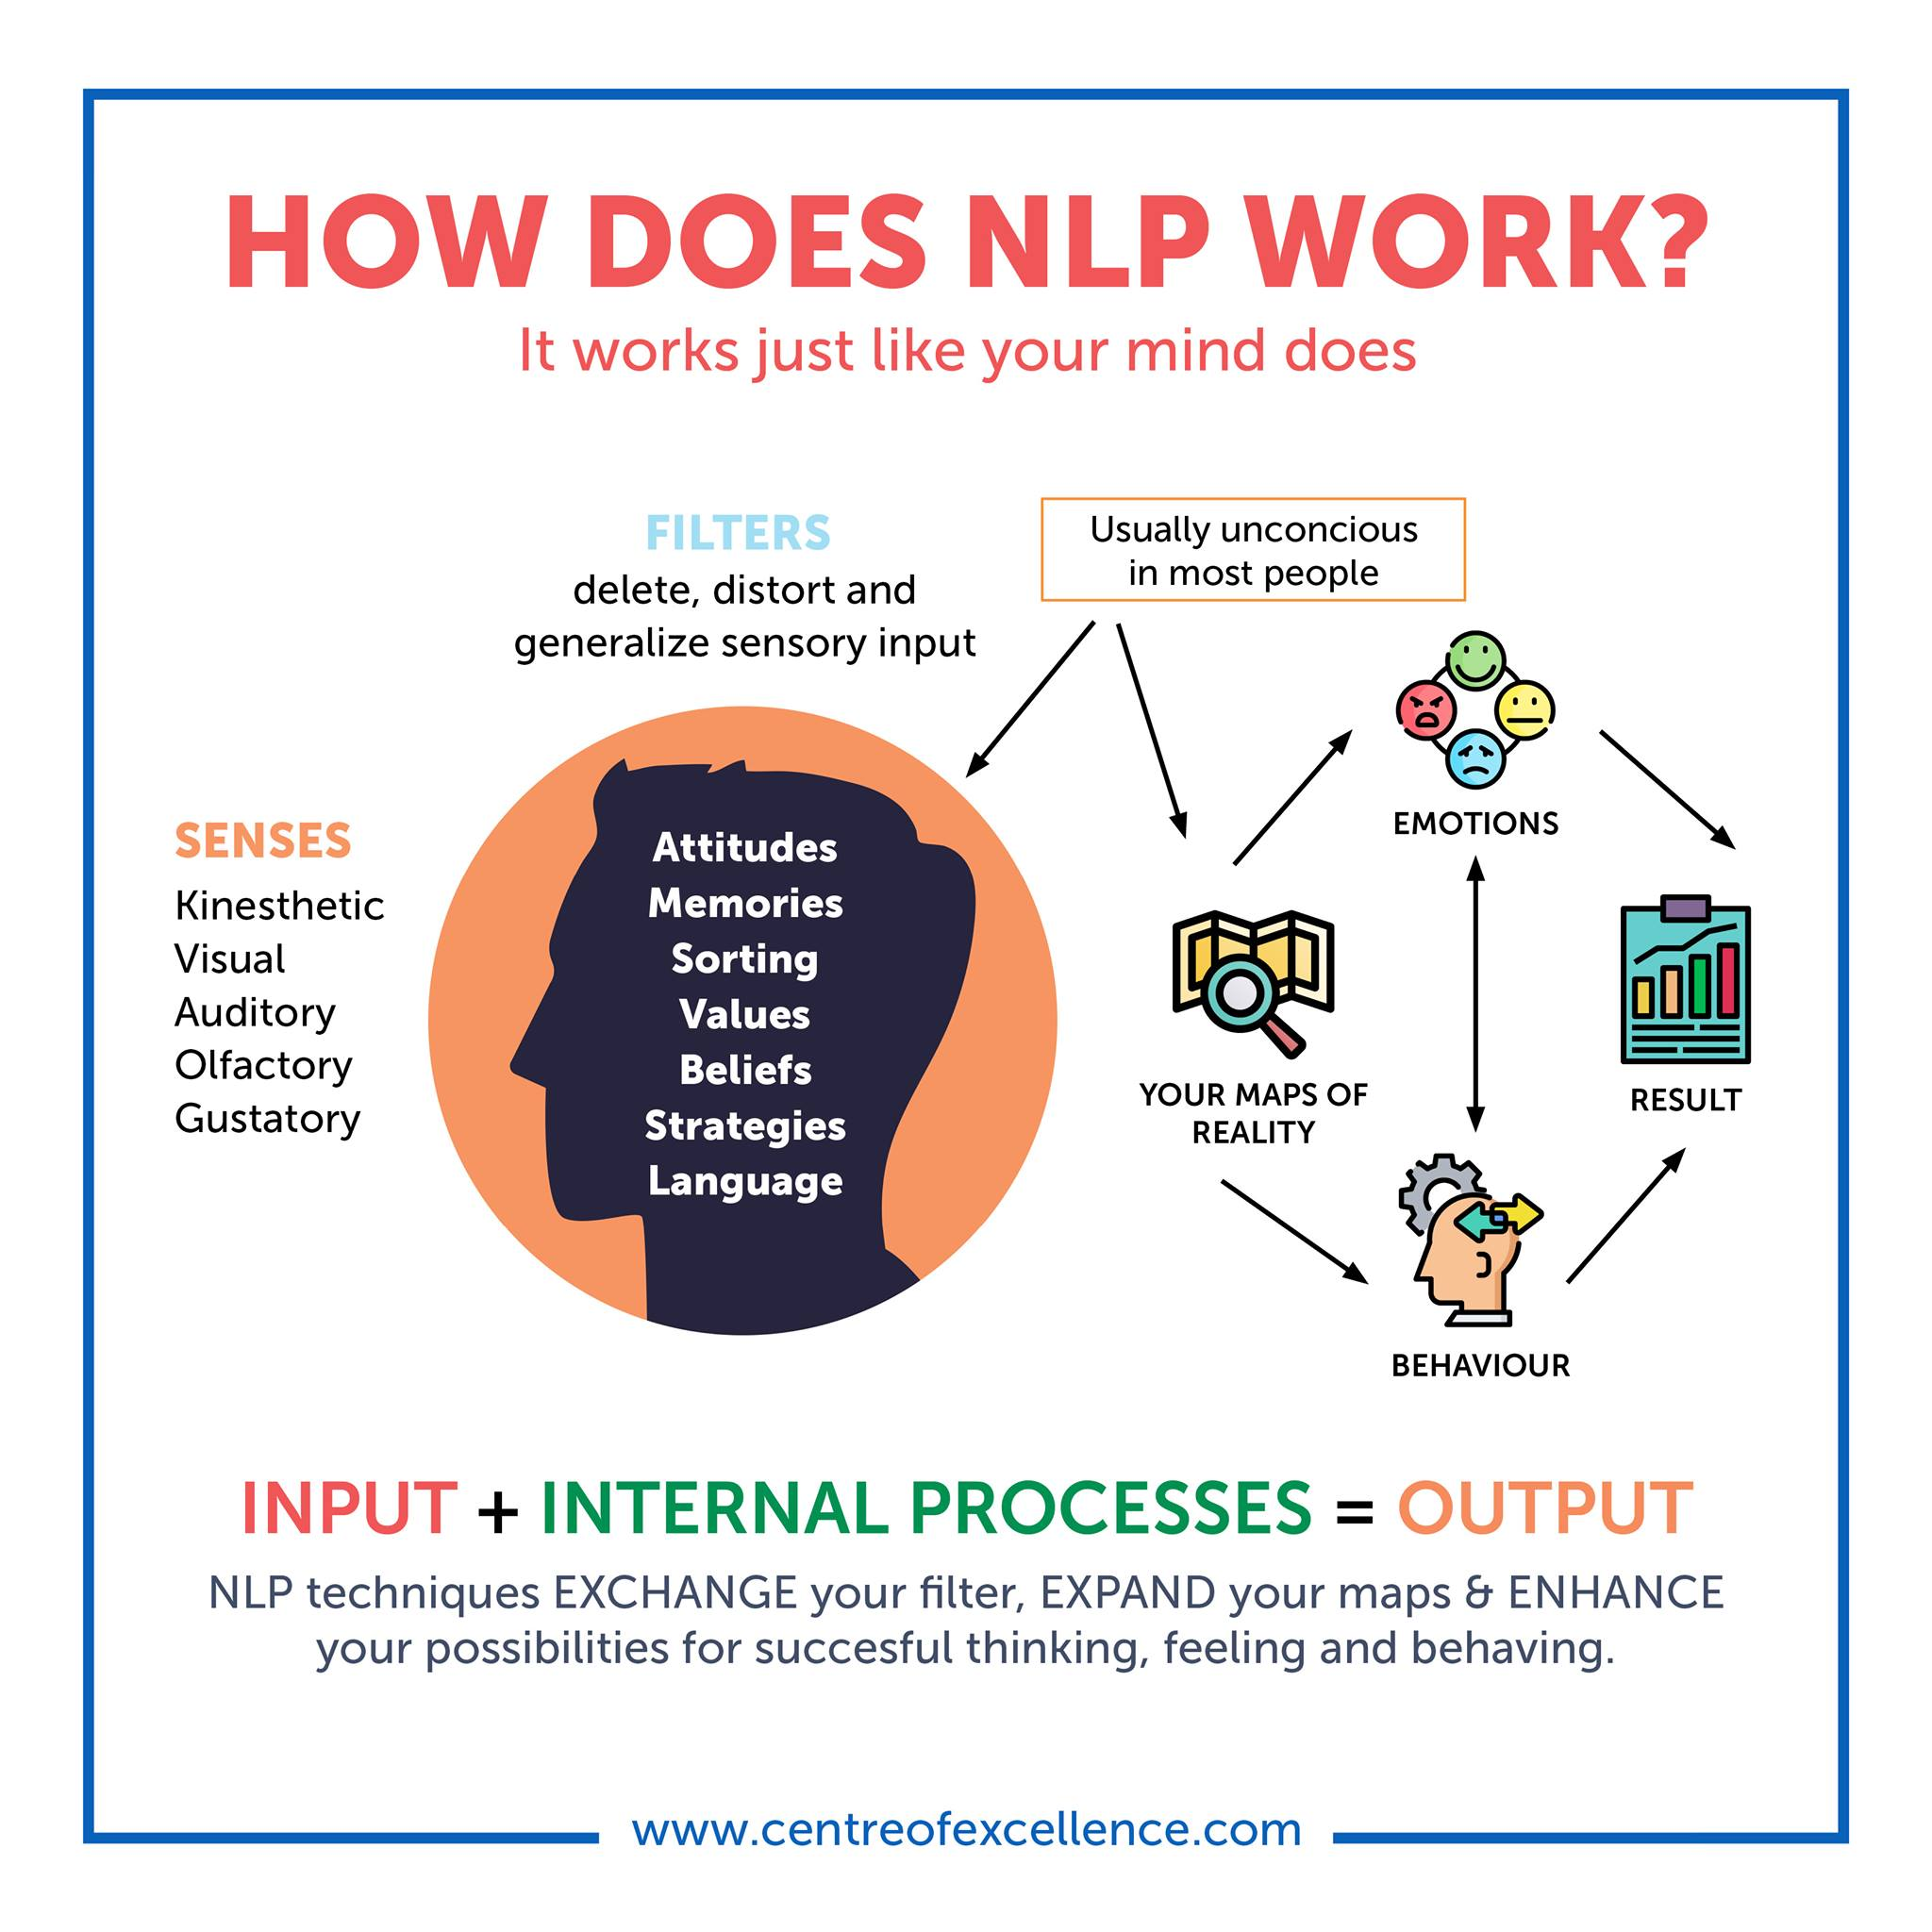 HOW DOES NLP WORK?
It works just like your mind does
FILTERS
delete, distort and
generalize sensory input
Usually unconcious
in most people
SENSES
Kinesthetic
Visual
Auditory
Olfactory
Gustatory
Attitudes
Memories
Sorting
Values
Beliefs
Strategies
Language
YOUR MAPS OF
REALITY
EMOTIONS
BEHAVIOUR
RESULT
INPUT + INTERNAL PROCESSES = OUTPUT
NLP techniques EXCHANGE your filter, EXPAND your maps & ENHANCE
your possibilities for succesful thinking, feeling and behaving.
www.centreofexcellence.com